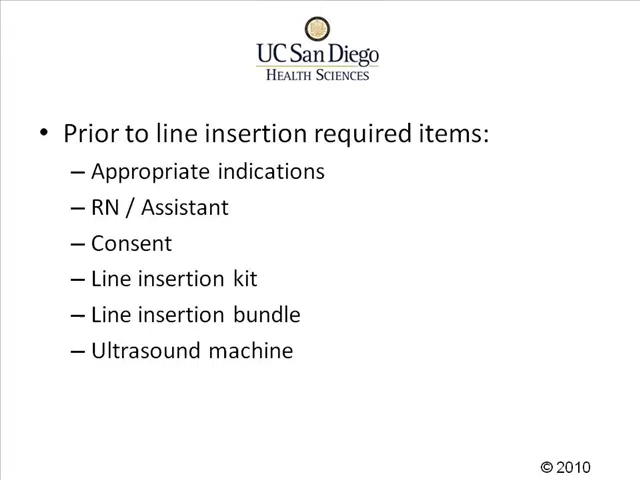 UC San Diego
HEALTH SCIENCES
• Prior to line insertion required items:
– Appropriate indications
– RN / Assistant
– Consent
– Line insertion kit
– Line insertion bundle
– Ultrasound machine
© 2010